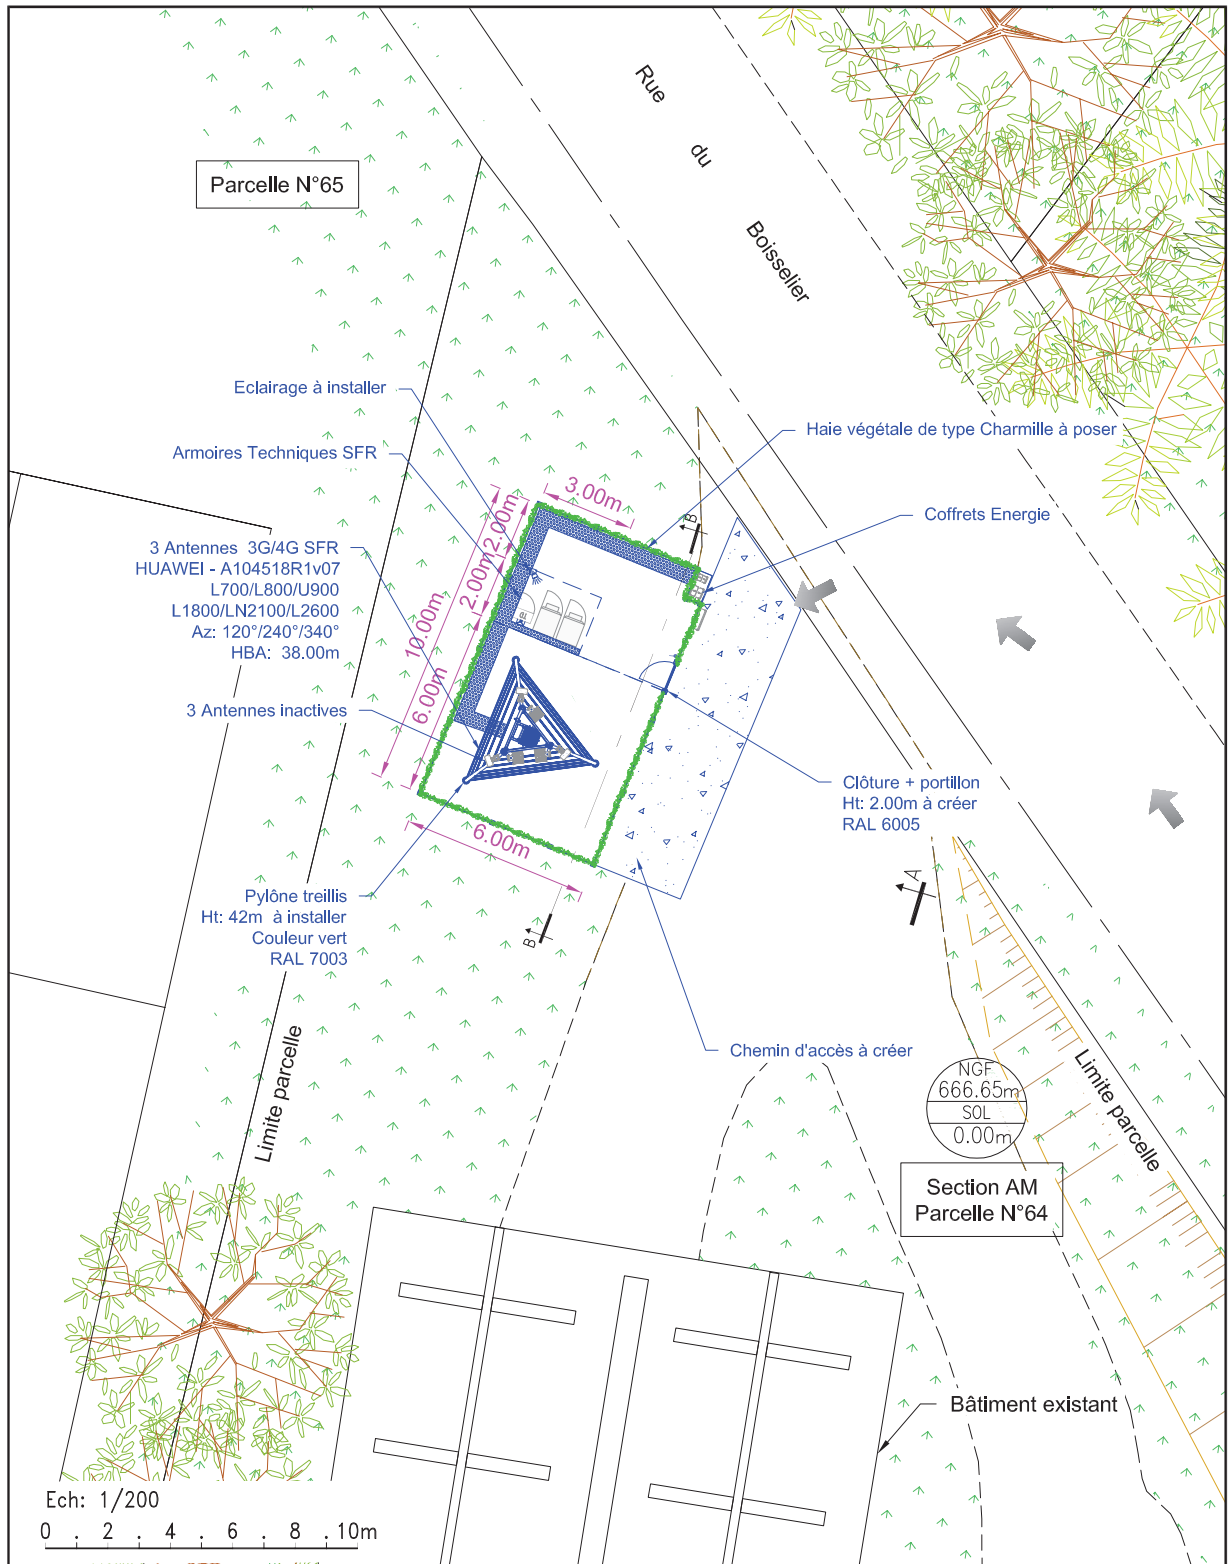 Rue
du
Boisselier
Parcelle N°65
Eclairage à installer
Armoires Techniques SFR
3 Antennes 3G/4G SFR
HUAWEI - A104518R1v07
L700/L800/U900
L1800/LN2100/L2600
Az: 120°/240°/340°
HBA: 38.00m
3 Antennes inactives
Pylône treillis
Ht: 42m à installer
Couleur vert
RAL 7003
Haie végétale de type Charmille à poser
Coffrets Energie
3.00m
2.00m
2.00m
10.00m
6.00m
6.00m
B
B
A
Clôture + portillon
Ht: 2.00m à créer
RAL 6005
Chemin d'accès à créer
Limite parcelle
Limite parcelle
NGF
666.65m
SOL
0.00m
Section AM
Parcelle N°64
Bâtiment existant
Ech: 1/200
0 . 2 . 4 . 6 . 8 . 10m